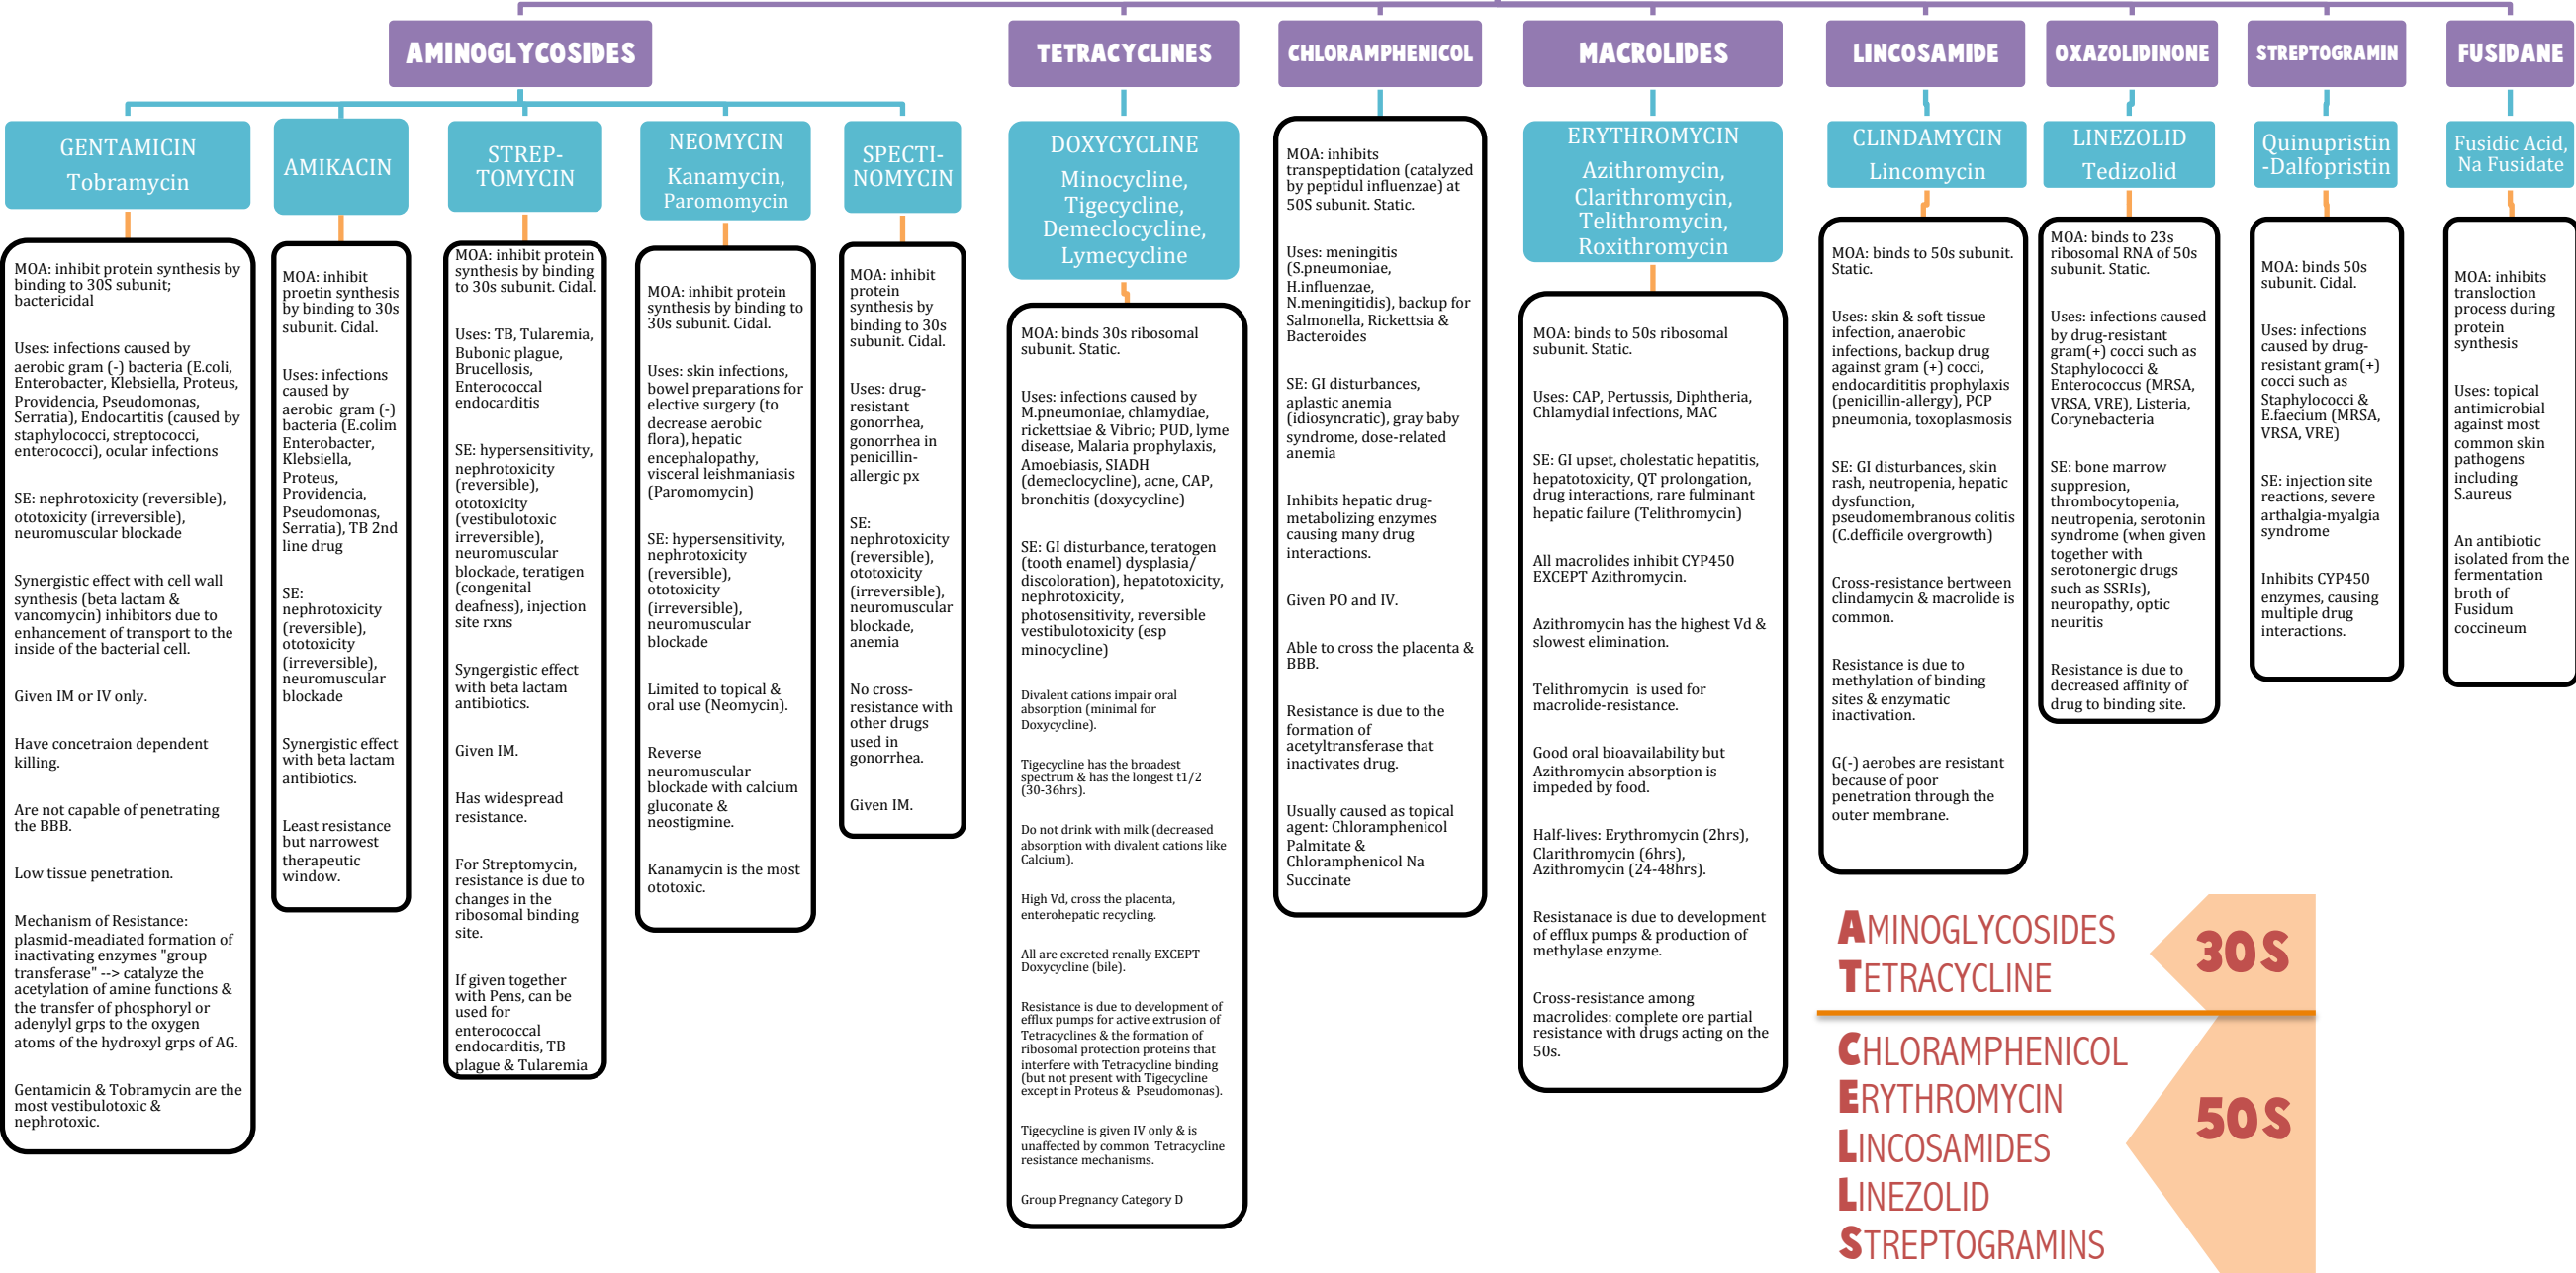 AMINOGLYCOSIDES
GENTAMICIN
Tobramycin
MOA: inhibit protein synthesis by
binding to 30S subunit;
bactericidal
Uses: infections caused by
aerobic gram (-) bacteria (E.coli,
Enterobacter, Klebsiella, Proteus,
Providencia, Pseudomonas,
Serratia), Endocartitis (caused by
staphylococci, streptococci,
enterococci), ocular infections
SE: nephrotoxicity (reversible),
ototoxicity (irreversible),
neuromuscular blockade
Synergistic effect with cell wall
synthesis (beta lactam &
vancomycin) inhibitors due to
enhancement of transport to the
inside of the bacterial cell.
Given IM or IV only.
Have concetraion dependent
killing.
Are not capable of penetrating
the BBB.
Low tissue penetration.
Mechanism of Resistance:
plasmid-meadiated formation of
inactivating enzymes "group
transferase" --> catalyze the
acetylation of amine functions &
the transfer of phosphoryl or
adenylyl grps to the oxygen
atoms of the hydroxyl grps of AG.
Gentamicin & Tobramycin are the
most vestibulotoxic &
nephrotoxic.
AMIKACIN
MOA: inhibit
proetin synthesis
by binding to 30s
subunit. Cidal.
Uses: infections
caused by
aerobic gram (-)
bacteria (E.colim
Enterobacter,
Klebsiella,
Proteus,
Providencia,
Pseudomonas,
Serratia), TB 2nd
line drug
SE:
nephrotoxicity
(reversible),
ototoxicity
(irreversible),
neuromuscular
blockade
Synergistic effect
with beta lactam
antibiotics.
Least resistance
but narrowest
therapeutic
window.
STREP-
TOMYCIN
MOA: inhibit protein
synthesis by binding
to 30s subunit. Cidal.
Uses: TB, Tularemia,
Bubonic plague,
Brucellosis,
Enterococcal
endocarditis
SE: hypersensitivity,
nephrotoxicity
(reversible),
ototoxicity
(vestibulotoxic
irreversible),
neuromuscular
blockade, teratigen
(congenital
deafness), injection
site rxns
Syngergistic effect
with beta lactam
antibiotics.
Given IM.
Has widespread
resistance.
For Streptomycin,
resistance is due to
changes in the
ribosomal binding
site.
If given together
with Pens, can be
used for
enterococcal
endocarditis, TB
plague & Tularemia
NEOMYCIN
Kanamycin,
Paromomycin
MOA: inhibit protein
synthesis by binding to
30s subunit. Cidal.
Uses: skin infections,
bowel preparations for
elective surgery (to
decrease aerobic
flora), hepatic
encephalopathy,
visceral leishmaniasis
(Paromomycin)
SE: hypersensitivity,
nephrotoxicity
(reversible),
ototoxicity
(irreversible),
neuromuscular
blockade
Limited to topical &
oral use (Neomycin).
Reverse
neuromuscular
blockade with calcium
gluconate &
neostigmine.
Kanamycin is the most
ototoxic.
SPECTI-
NOMYCIN
MOA: inhibit
protein
synthesis by
binding to 30s
subunit. Cidal.
Uses: drug-
resistant
gonorrhea,
gonorrhea in
penicillin-
allergic px
SE:
nephrotoxicity
(reversible),
ototoxicity
(irreversible),
neuromuscular
blockade,
anemia
No cross-
resistance with
other drugs
used in
gonorrhea.
Given IM.
TETRACYCLINES
DOXYCYCLINE
Minocycline,
Tigecycline,
Demeclocycline,
Lymecycline
MOA: binds 30s ribosomal
subunit. Static.
Uses: infections caused by
M.pneumoniae, chlamydiae,
rickettsiae & Vibrio; PUD, lyme
disease, Malaria prophylaxis,
Amoebiasis, SIADH
(demeclocycline), acne, CAP,
bronchitis (doxycycline)
SE: GI disturbance, teratogen
(tooth enamel) dysplasia/
discoloration), hepatotoxicity,
nephrotoxicity,
photosensitivity, reversible
vestibulotoxicity (esp
minocycline)
Divalent cations impair oral
absorption (minimal for
Doxycycline).
Tigecycline has the broadest
spectrum & has the longest t1/2
(30-36hrs).
Do not drink with milk (decreased
absorption with divalent cations like
Calcium).
High Vd, cross the placenta,
enterohepatic recycling.
All are excreted renally EXCEPT
Doxycycline (bile).
Resistance is due to development of
efflux pumps for active extrusion of
Tetracyclines & the formation of
ribosomal protection proteins that
interfere with Tetracycline binding
(but not present with Tigecycline
except in Proteus & Pseudomonas).
Tigecycline is given IV only & is
unaffected by common Tetracycline
resistance mechanisms.
Group Pregnancy Category D
CHLORAMPHENICOL
MOA: inhibits
transpeptidation (catalyzed
by peptidul influenzae) at
50S subunit. Static.
Uses: meningitis
(S.pneumoniae,
H.influenzae,
N.meningitidis), backup for
Salmonella, Rickettsia &
Bacteroides
SE: GI disturbances,
aplastic anemia
(idiosyncratic), gray baby
syndrome, dose-related
anemia
Inhibits hepatic drug-
metabolizing enzymes
causing many drug
interactions.
Given PO and IV.
Able to cross the placenta &
BBB.
Resistance is due to the
formation of
acetyltransferase that
inactivates drug.
Usually caused as topical
agent: Chloramphenicol
Palmitate &
Chloramphenicol Na
Succinate
MACROLIDES
ERYTHROMYCIN
Azithromycin,
Clarithromycin,
Telithromycin,
Roxithromycin
MOA: binds to 50s ribosomal
subunit. Static.
Uses: CAP, Pertussis, Diphtheria,
Chlamydial infections, MAC
SE: GI upset, cholestatic hepatitis,
hepatotoxicity, QT prolongation,
drug interactions, rare fulminant
hepatic failure (Telithromycin)
All macrolides inhibit CYP450
EXCEPT Azithromycin.
Azithromycin has the highest Vd &
slowest elimination.
Telithromycin is used for
macrolide-resistance.
Good oral bioavailability but
Azithromycin absorption is
impeded by food.
Half-lives: Erythromycin (2hrs),
Clarithromycin (6hrs),
Azithromycin (24-48hrs).
Resistanace is due to development
of efflux pumps & production of
methylase enzyme.
Cross-resistance among
macrolides: complete ore partial
resistance with drugs acting on the
50s.
LINCOSAMIDE
CLINDAMYCIN
Lincomycin
MOA: binds to 50s subunit.
Static.
Uses: skin & soft tissue
infection, anaerobic
infections, backup drug
against gram (+) cocci,
endocardititis prophylaxis
(penicillin-allergy), PCP
pneumonia, toxoplasmosis
SE: GI disturbances, skin
rash, neutropenia, hepatic
dysfunction,
pseudomembranous colitis
(C.defficile overgrowth)
Cross-resistance bertween
clindamycin & macrolide is
common.
Resistance is due to
methylation of binding
sites & enzymatic
inactivation.
G(-) aerobes are resistant
because of poor
penetration through the
outer membrane.
OXAZOLIDINONE
LINEZOLID
Tedizolid
MOA: binds to 23s
ribosomal RNA of 50s
subunit. Static.
Uses: infections caused
by drug-resistant
gram(+) cocci such as
Staphylococci &
Enterococcus (MRSA,
VRSA, VRE), Listeria,
Corynebacteria
SE: bone marrow
suppresion,
thrombocytopenia,
neutropenia, serotonin
syndrome (when given
together with
serotonergic drugs
such as SSRIs),
neuropathy, optic
neuritis
Resistance is due to
decreased affinity of
drug to binding site.
STREPTOGRAMIN
Quinupristin
-Dalfopristin
MOA: binds 50s
subunit. Cidal.
Uses: infections
caused by drug-
resistant gram(+)
cocci such as
Staphylococci &
E.faecium (MRSA,
VRSA, VRE)
SE: injection site
reactions, severe
arthalgia-myalgia
syndrome
Inhibits CYP450
enzymes, causing
multiple drug
interactions.
FUSIDANE
Fusidic Acid,
Na Fusidate
MOA: inhibits
transloction
process during
protein
synthesis
Uses: topical
antimicrobial
against most
common skin
pathogens
including
S.aureus
An antibiotic
isolated from the
fermentation
broth of
Fusidum
coccineum
AMINOGLYCOSIDES
TETRACYCLINE
30S
CHLORAMPHENICOL
ERYTHROMYCIN
LINCOSAMIDES
LINEZOLID
STREPTOGRAMINS
50S